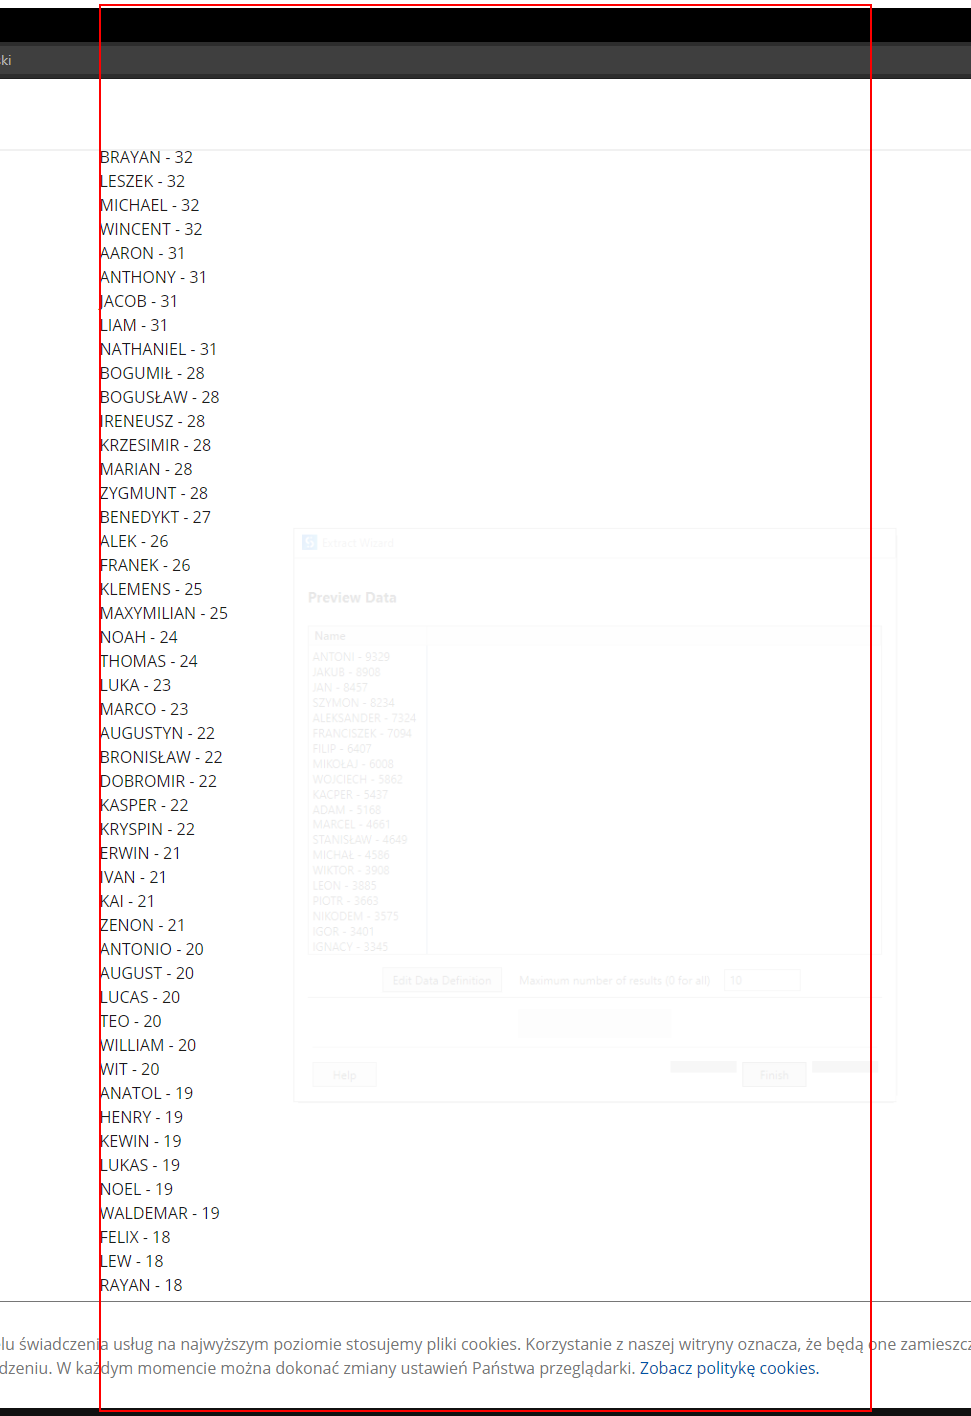 ki
BRAYAN - 32
LESZEK - 32
MICHAEL - 32
WINCENT - 32
AARON - 31
ANTHONY - 31
JACOB - 31
LIAM - 31
NATHANIEL - 31
BOGUMIŁ - 28
BOGUSŁAW - 28
IRENEUSZ - 28
KRZESIMIR - 28
MARIAN - 28
ZYGMUNT - 28
BENEDYKT - 27
ALEK - 26
FRANEK - 26
KLEMENS - 25
MAXYMILIAN - 25
NOAH - 24
THOMAS - 24
LUKA - 23
MARCO - 23
AUGUSTYN - 22
BRONISŁAW - 22
DOBROMIR - 22
KASPER - 22
KRYSPIN - 22
ERWIN - 21
IVAN - 21
KAI - 21
ZENON - 21
ANTONIO - 20
AUGUST - 20
LUCAS - 20
TEO - 20
WILLIAM - 20
WIT - 20
ANATOL - 19
HENRY - 19
KEWIN - 19
LUKAS - 19
NOEL - 19
WALDEMAR - 19
FELIX - 18
LEW - 18
RAYAN - 18
Extract Wizard
Preview Data
Name
ANTONI - 9329
JAKUB - 8908
JAN - 8457
SZYMON - 8234
ALEKSANDER - 7324
FRANCISZEK - 7094
FILIP - 6407
MIKOŁAJ - 6008
WOJCIECH - 5862
KACPER - 5437
ADAM - 5168
MARCEL - 4661
STANISŁAW - 4649
MICHAŁ - 4586
WIKTOR - 3908
LEON - 3885
PIOTR - 3663
NIKODEM - 3575
IGOR - 3401
IGNACY - 3345
Edit Data Definition Maximum number of results (0 for all) 10
Help Finish
lu świadczenia usług na najwyższym poziomie stosujemy pliki cookies. Korzystanie z naszej witryny oznacza, że będą one zamieszcz
dzeniu. W każdym momencie można dokonać zmiany ustawień Państwa przeglądarki. Zobacz politykę cookies.